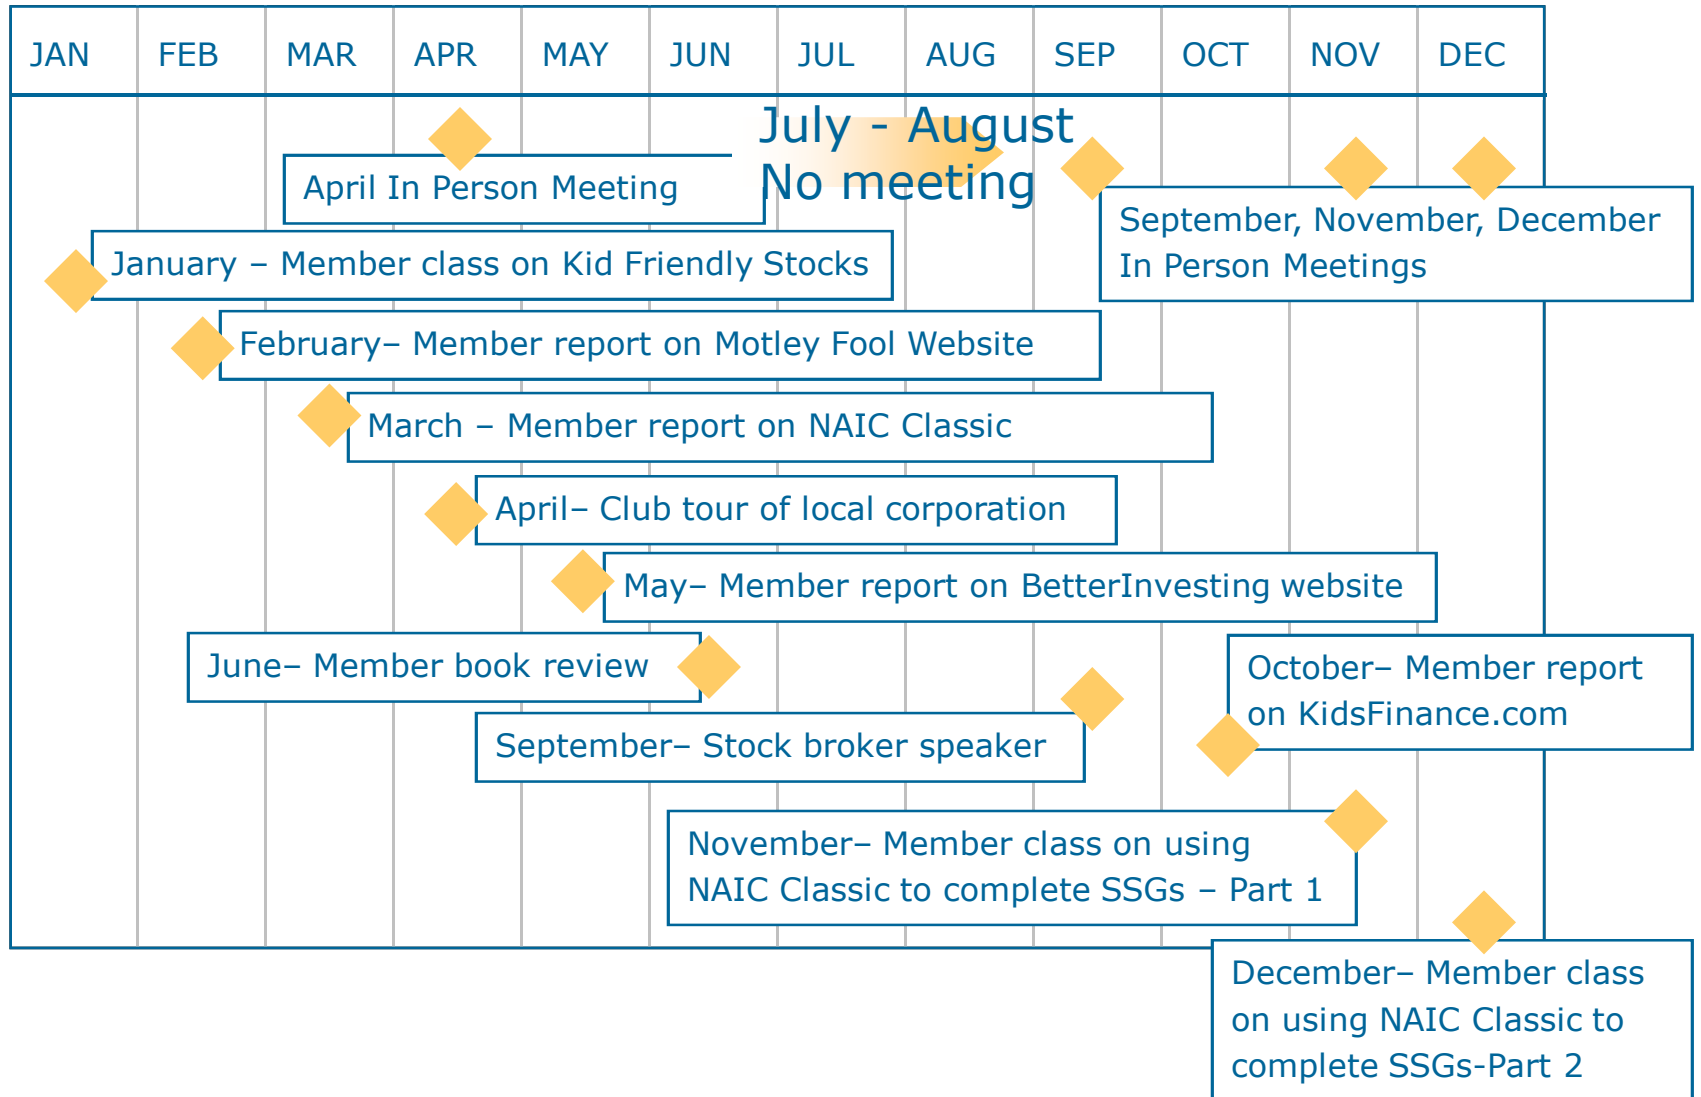 JAN FEB MAR APR MAY JUN JUL AUG SEP OCT NOV DEC
July - August
No meeting
April In Person Meeting
September, November, December
In Person Meetings
January – Member class on Kid Friendly Stocks
February– Member report on Motley Fool Website
March – Member report on NAIC Classic
April– Club tour of local corporation
May– Member report on BetterInvesting website
June– Member book review
October– Member report
on KidsFinance.com
September– Stock broker speaker
November– Member class on using
NAIC Classic to complete SSGs – Part 1
December– Member class
on using NAIC Classic to
complete SSGs-Part 2